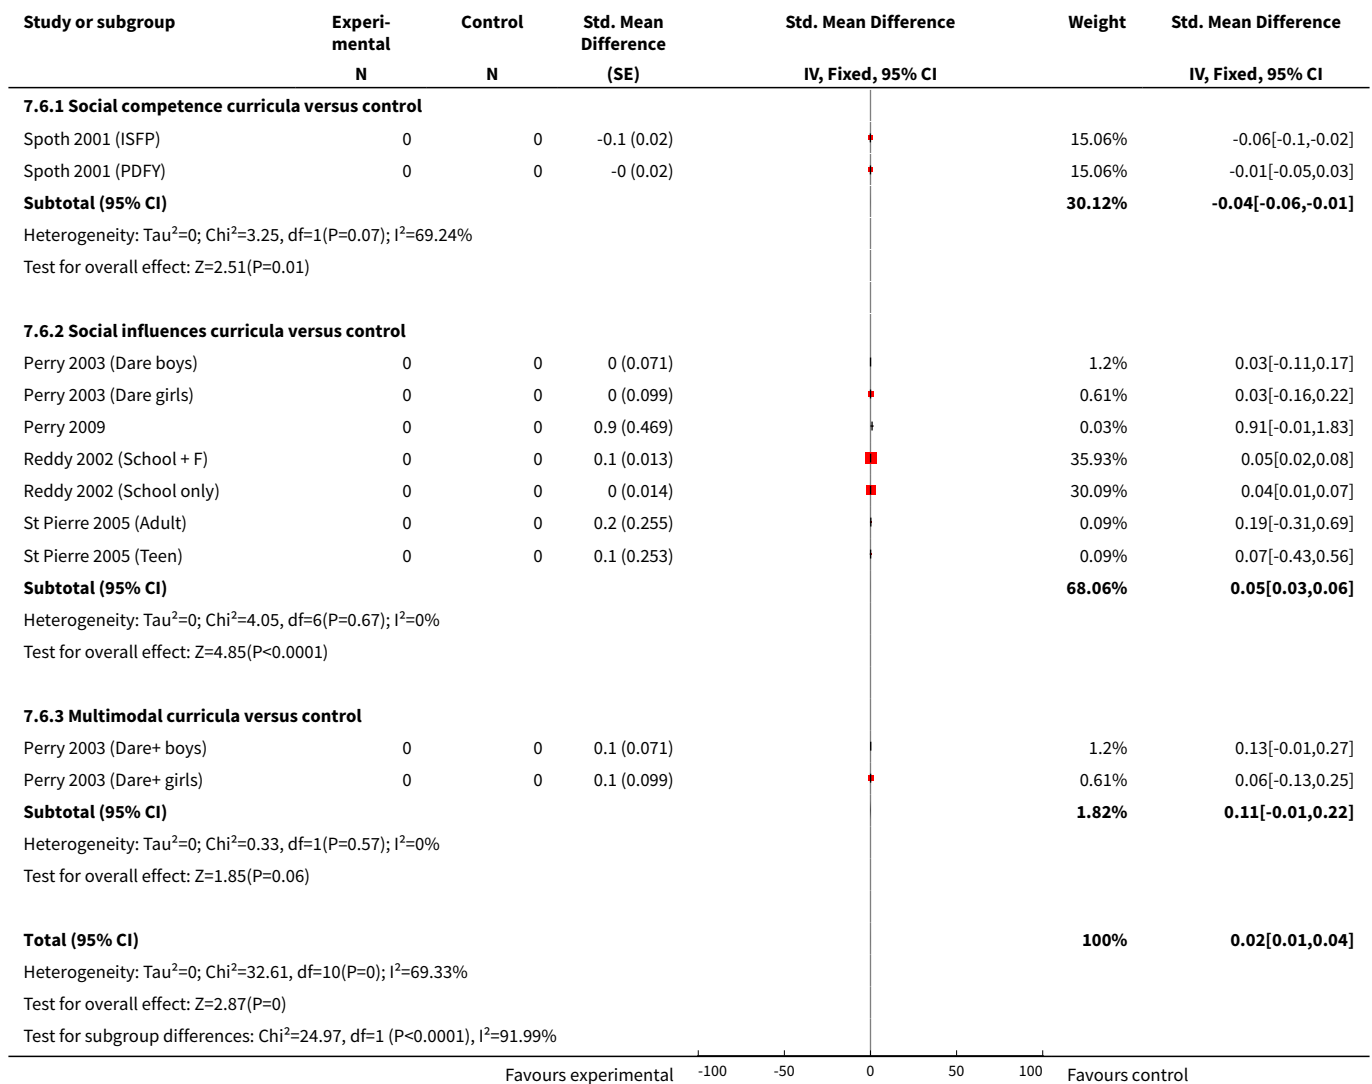 Study or subgroup Experi- Control Std. Mean Std. Mean Difference Weight Std. Mean Difference
mental Difference
N N (SE) IV, Fixed, 95% CI IV, Fixed, 95% CI
7.6.1 Social competence curricula versus control
Spoth 2001 (ISFP) 0 0 -0.1 (0.02) 15.06% -0.06[-0.1,-0.02]
Spoth 2001 (PDFY) 0 0 -0 (0.02) 15.06% -0.01[-0.05,0.03]
Subtotal (95% CI) 30.12% -0.04[-0.06,-0.01]
Heterogeneity: Tau²=0; Chi²=3.25, df=1(P=0.07); I²=69.24%
Test for overall effect: Z=2.51(P=0.01)
7.6.2 Social influences curricula versus control
Perry 2003 (Dare boys) 0 0 0 (0.071) 1.2% 0.03[-0.11,0.17]
Perry 2003 (Dare girls) 0 0 0 (0.099) 0.61% 0.03[-0.16,0.22]
Perry 2009 0 0 0.9 (0.469) 0.03% 0.91[-0.01,1.83]
Reddy 2002 (School + F) 0 0 0.1 (0.013) 35.93% 0.05[0.02,0.08]
Reddy 2002 (School only) 0 0 0 (0.014) 30.09% 0.04[0.01,0.07]
St Pierre 2005 (Adult) 0 0 0.2 (0.255) 0.09% 0.19[-0.31,0.69]
St Pierre 2005 (Teen) 0 0 0.1 (0.253) 0.09% 0.07[-0.43,0.56]
Subtotal (95% CI) 68.06% 0.05[0.03,0.06]
Heterogeneity: Tau²=0; Chi²=4.05, df=6(P=0.67); I²=0%
Test for overall effect: Z=4.85(P<0.0001)
7.6.3 Multimodal curricula versus control
Perry 2003 (Dare+ boys) 0 0 0.1 (0.071) 1.2% 0.13[-0.01,0.27]
Perry 2003 (Dare+ girls) 0 0 0.1 (0.099) 0.61% 0.06[-0.13,0.25]
Subtotal (95% CI) 1.82% 0.11[-0.01,0.22]
Heterogeneity: Tau²=0; Chi²=0.33, df=1(P=0.57); I²=0%
Test for overall effect: Z=1.85(P=0.06)
Total (95% CI) 100% 0.02[0.01,0.04]
Heterogeneity: Tau²=0; Chi²=32.61, df=10(P=0); I²=69.33%
Test for overall effect: Z=2.87(P=0)
Test for subgroup differences: Chi²=24.97, df=1 (P<0.0001), I²=91.99%
Favours experimental -100 -50 0 50 100 Favours control